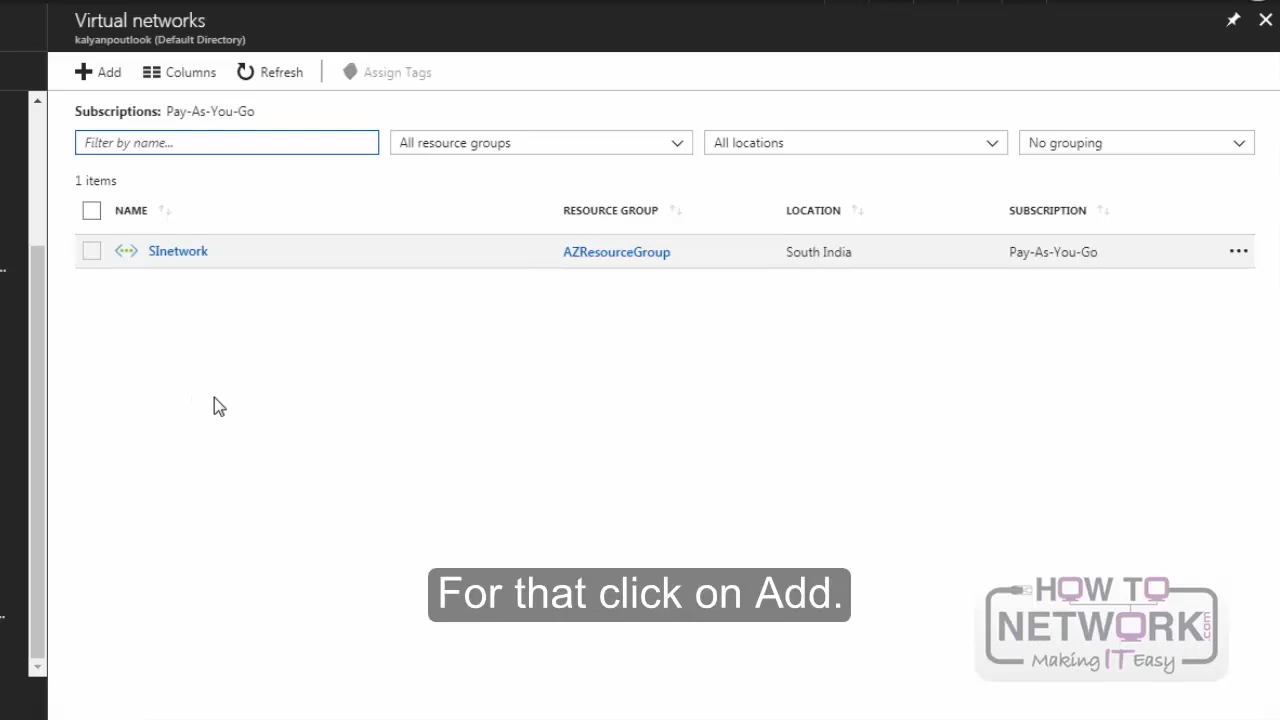 Virtual networks
kalyanpoutlook (Default Directory)
Add Columns Refresh Assign Tags
Subscriptions: Pay-As-You-Go
Filter by name... All resource groups All locations No grouping
1 items
NAME RESOURCE GROUP LOCATION SUBSCRIPTION
SInetwork AZResourceGroup South India Pay-As-You-Go
For that click on Add.
HOW TO
NETWORK.com
Making IT Easy